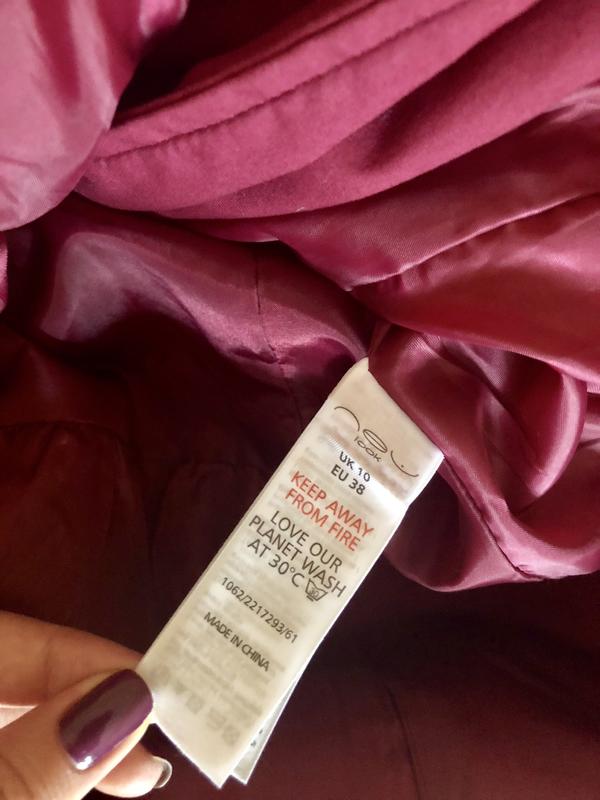 new
look
UK 10
EU 38
KEEP AWAY
FROM FIRE
LOVE OUR
PLANET WASH
AT 30°C 30
1062/2217293/61
MADE IN CHINA